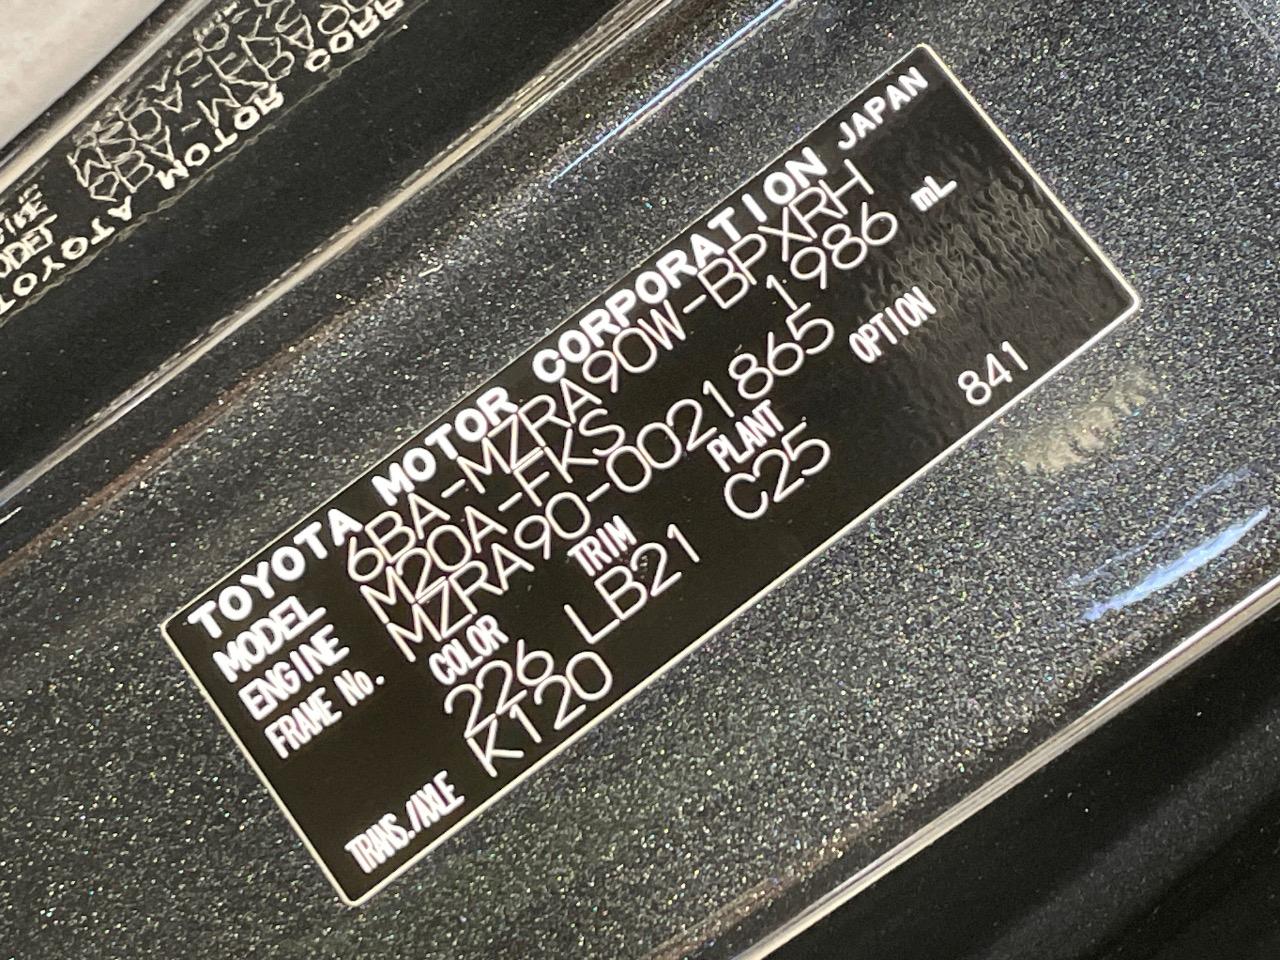 TOYOTA MOTOR CORPORATION JAPAN
MODEL 6BA-MZRA90W-BPXRH
ENGINE M20A-FKS 1986 mL
FRAME No. MZRA90-0021865
COLOR TRIM PLANT OPTION
226 LB21 C25 841
TRANS./AXLE K120